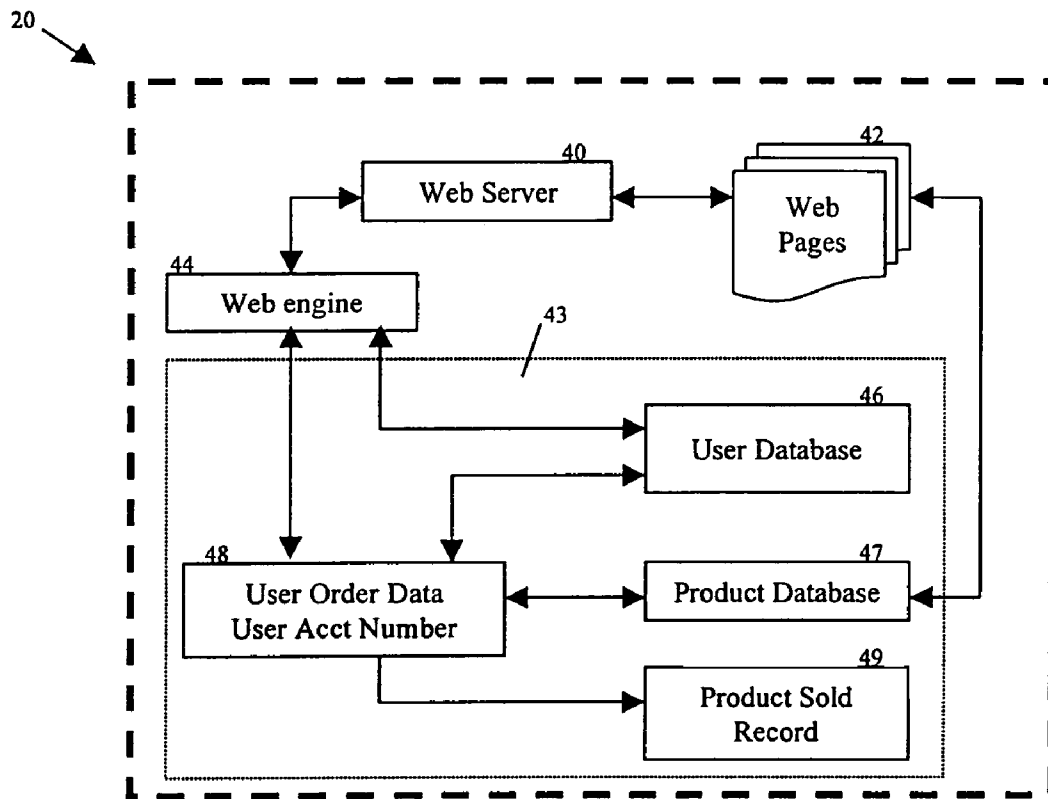 20
42
40
Web Server
Web
Pages
44
Web engine
43
46
User Database
48
User Order Data
User Acct Number
47
Product Database
49
Product Sold
Record